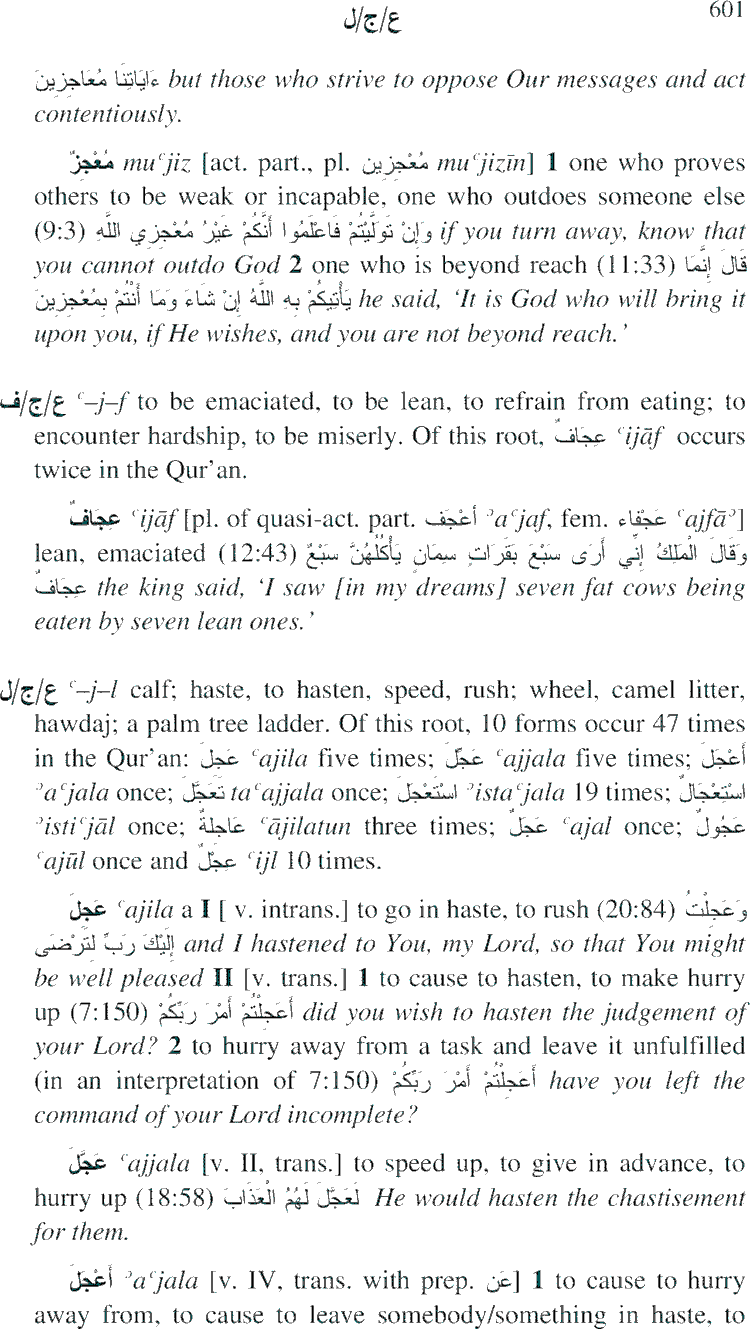 ع/ج/ل 601
ءَايَاتِنَا مُعَاجِزِينَ but those who strive to oppose Our messages and act
contentiously.
مُعْجِزٌ muʿjiz [act. part., pl. مُعْجِزِين muʿjizīn] 1 one who proves
others to be weak or incapable, one who outdoes someone else
(9:3) وَإِنْ تَوَلَّيْتُمْ فَاعْلَمُوا أَنَّكُمْ غَيْرُ مُعْجِزِي اللَّهِ if you turn away, know that
you cannot outdo God 2 one who is beyond reach (11:33) قَالَ إِنَّمَا
يَأْتِيكُمْ بِهِ اللَّهُ إِنْ شَاءَ وَمَا أَنْتُمْ بِمُعْجِزِينَ he said, ‘It is God who will bring it
upon you, if He wishes, and you are not beyond reach.’
ع/ج/ف ʿ–j–f to be emaciated, to be lean, to refrain from eating; to
encounter hardship, to be miserly. Of this root, عِجَافٌ ʿijāf occurs
twice in the Qur’an.
عِجَافٌ ʿijāf [pl. of quasi-act. part. أَعْجَف ʾaʿjaf, fem. عَجْفَاء ʿajfāʾ]
lean, emaciated (12:43) وَقَالَ الْمَلِكُ إِنِّي أَرَى سَبْعَ بَقَرَاتٍ سِمَانٍ يَأْكُلُهُنَّ سَبْعٌ
عِجَافٌ the king said, ‘I saw [in my dreams] seven fat cows being
eaten by seven lean ones.’
ع/ج/ل ʿ–j–l calf; haste, to hasten, speed, rush; wheel, camel litter,
hawdaj; a palm tree ladder. Of this root, 10 forms occur 47 times
in the Qur’an: عَجِلَ ʿajila five times; عَجَّلَ ʿajjala five times; أَعْجَلَ
ʾaʿjala once; تَعَجَّلَ taʿajjala once; اسْتَعْجَلَ ʾistaʿjala 19 times; اسْتِعْجَالٌ
ʾistiʿjāl once; عَاجِلَةٌ ʿājilatun three times; عَجَلٌ ʿajal once; عَجُولٌ
ʿajūl once and عِجْلٌ ʿijl 10 times.
عَجِلَ ʿajila a I [ v. intrans.] to go in haste, to rush (20:84) وَعَجِلْتُ
إِلَيْكَ رَبِّ لِتَرْضَى and I hastened to You, my Lord, so that You might
be well pleased II [v. trans.] 1 to cause to hasten, to make hurry
up (7:150) أَعَجِلْتُمْ أَمْرَ رَبِّكُمْ did you wish to hasten the judgement of
your Lord? 2 to hurry away from a task and leave it unfulfilled
(in an interpretation of 7:150) أَعَجِلْتُمْ أَمْرَ رَبِّكُمْ have you left the
command of your Lord incomplete?
عَجَّلَ ʿajjala [v. II, trans.] to speed up, to give in advance, to
hurry up (18:58) لَعَجَّلَ لَهُمُ الْعَذَابَ He would hasten the chastisement
for them.
أَعْجَلَ ʾaʿjala [v. IV, trans. with prep. عَن] 1 to cause to hurry
away from, to cause to leave somebody/something in haste, to